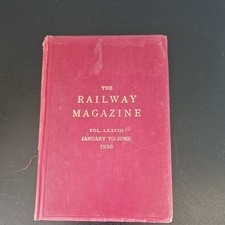 THE
RAILWAY
MAGAZINE
VOL. LXXVIII
JANUARY TO JUNE
1936